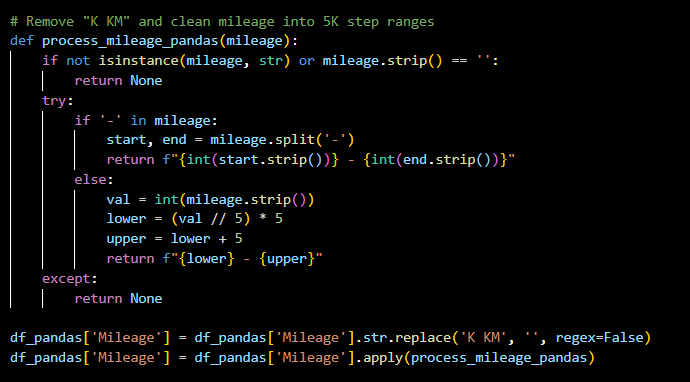 # Remove "K KM" and clean mileage into 5K step ranges
def process_mileage_pandas(mileage):
    if not isinstance(mileage, str) or mileage.strip() == '':
        return None
    try:
        if '-' in mileage:
            start, end = mileage.split('-')
            return f"{int(start.strip())} - {int(end.strip())}"
        else:
            val = int(mileage.strip())
            lower = (val // 5) * 5
            upper = lower + 5
            return f"{lower} - {upper}"
    except:
        return None
df_pandas['Mileage'] = df_pandas['Mileage'].str.replace('K KM', '', regex=False)
df_pandas['Mileage'] = df_pandas['Mileage'].apply(process_mileage_pandas)